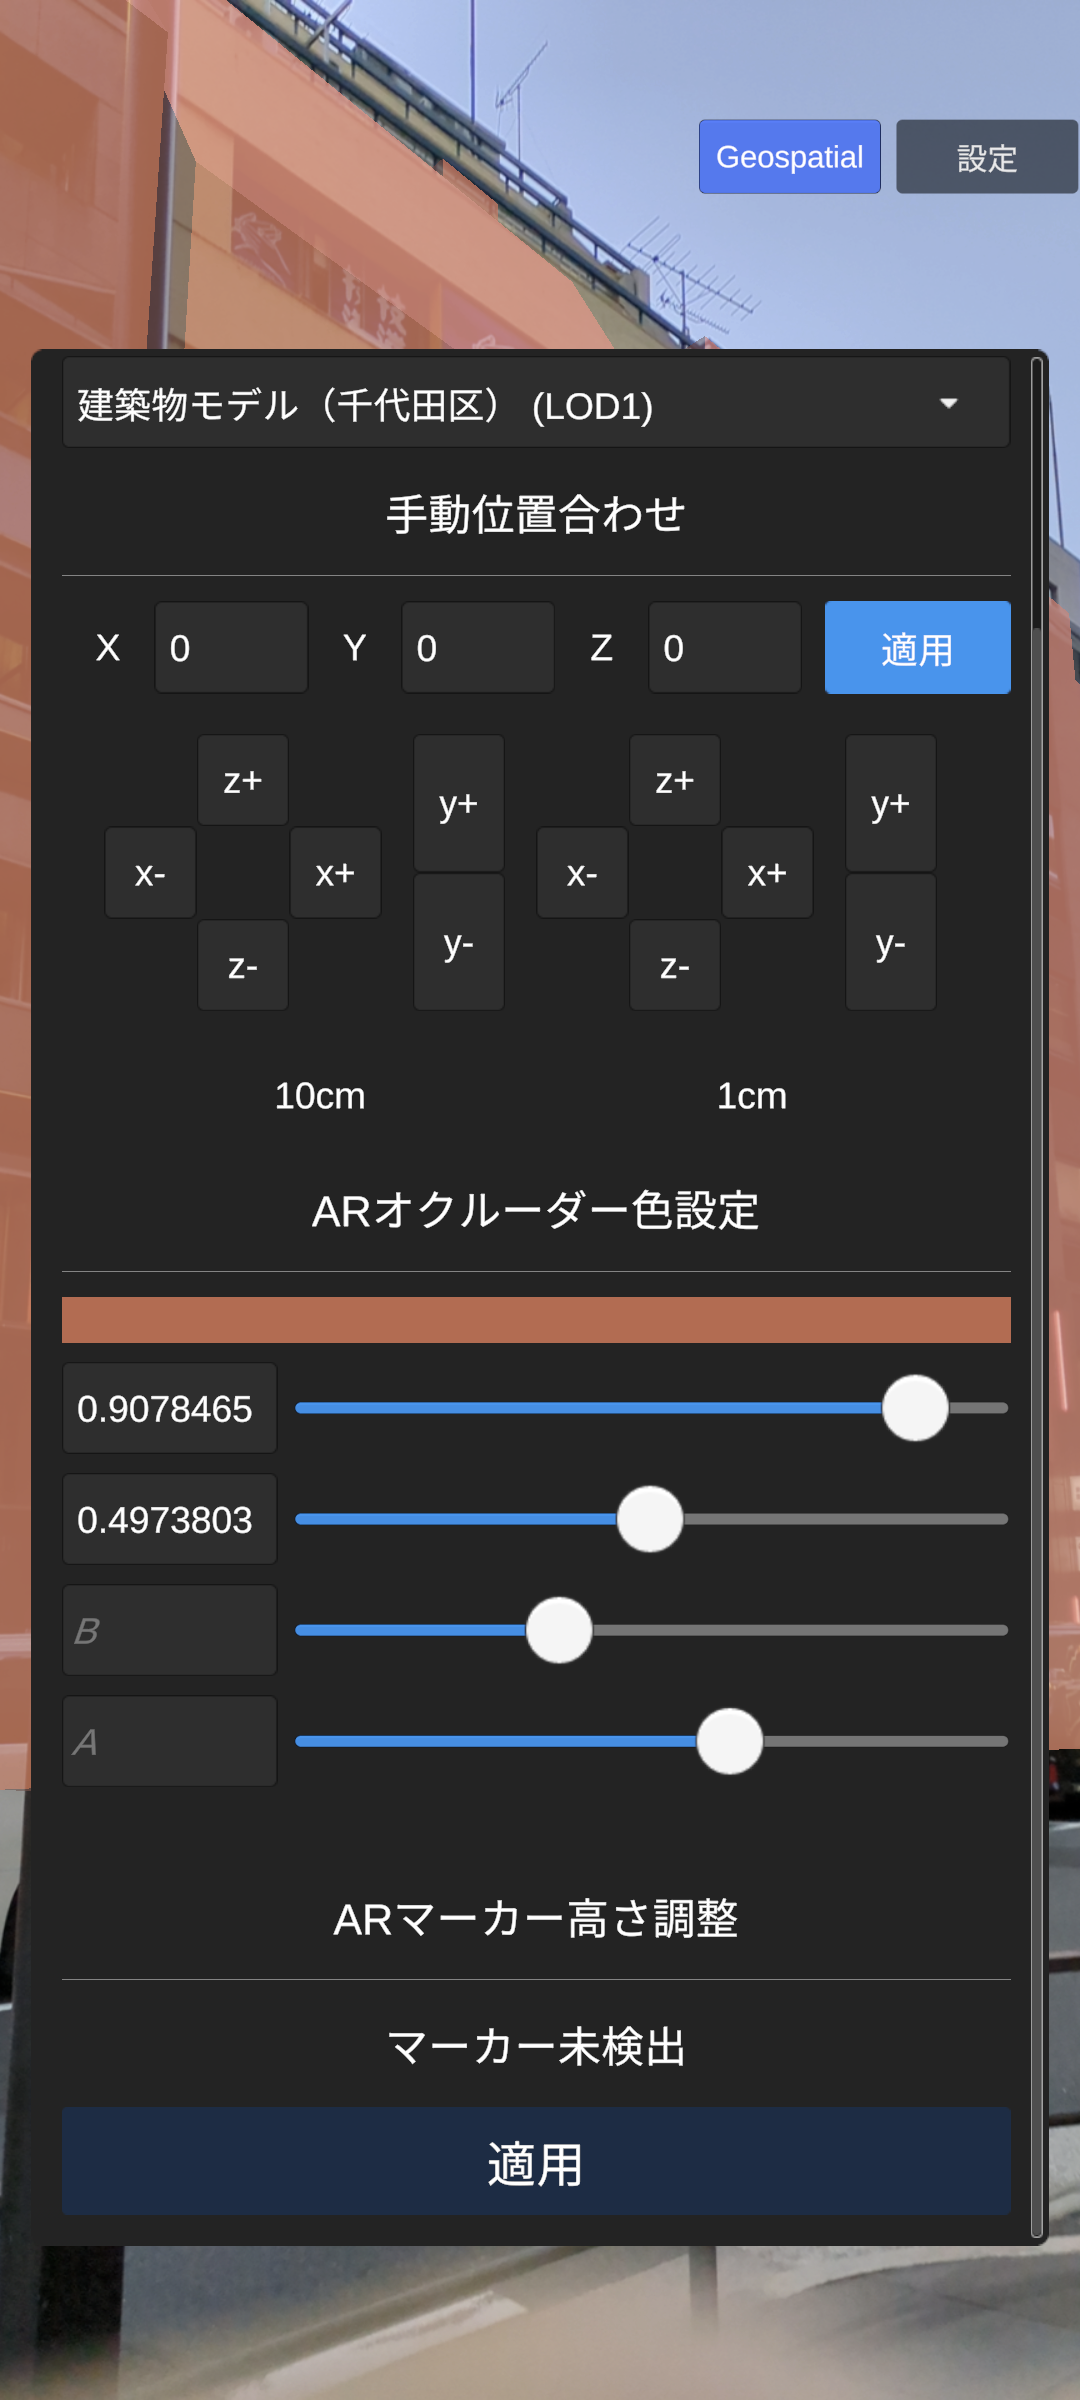 Geospatial 設定
建築物モデル（千代田区） (LOD1)
手動位置合わせ
X 0 Y 0 Z 0 適用
z+ y+ z+ y+
x- x+ x- x+
z- y- z- y-
10cm 1cm
ARオクルーダー色設定
0.9078465
0.4973803
B
A
ARマーカー高さ調整
マーカー未検出
適用